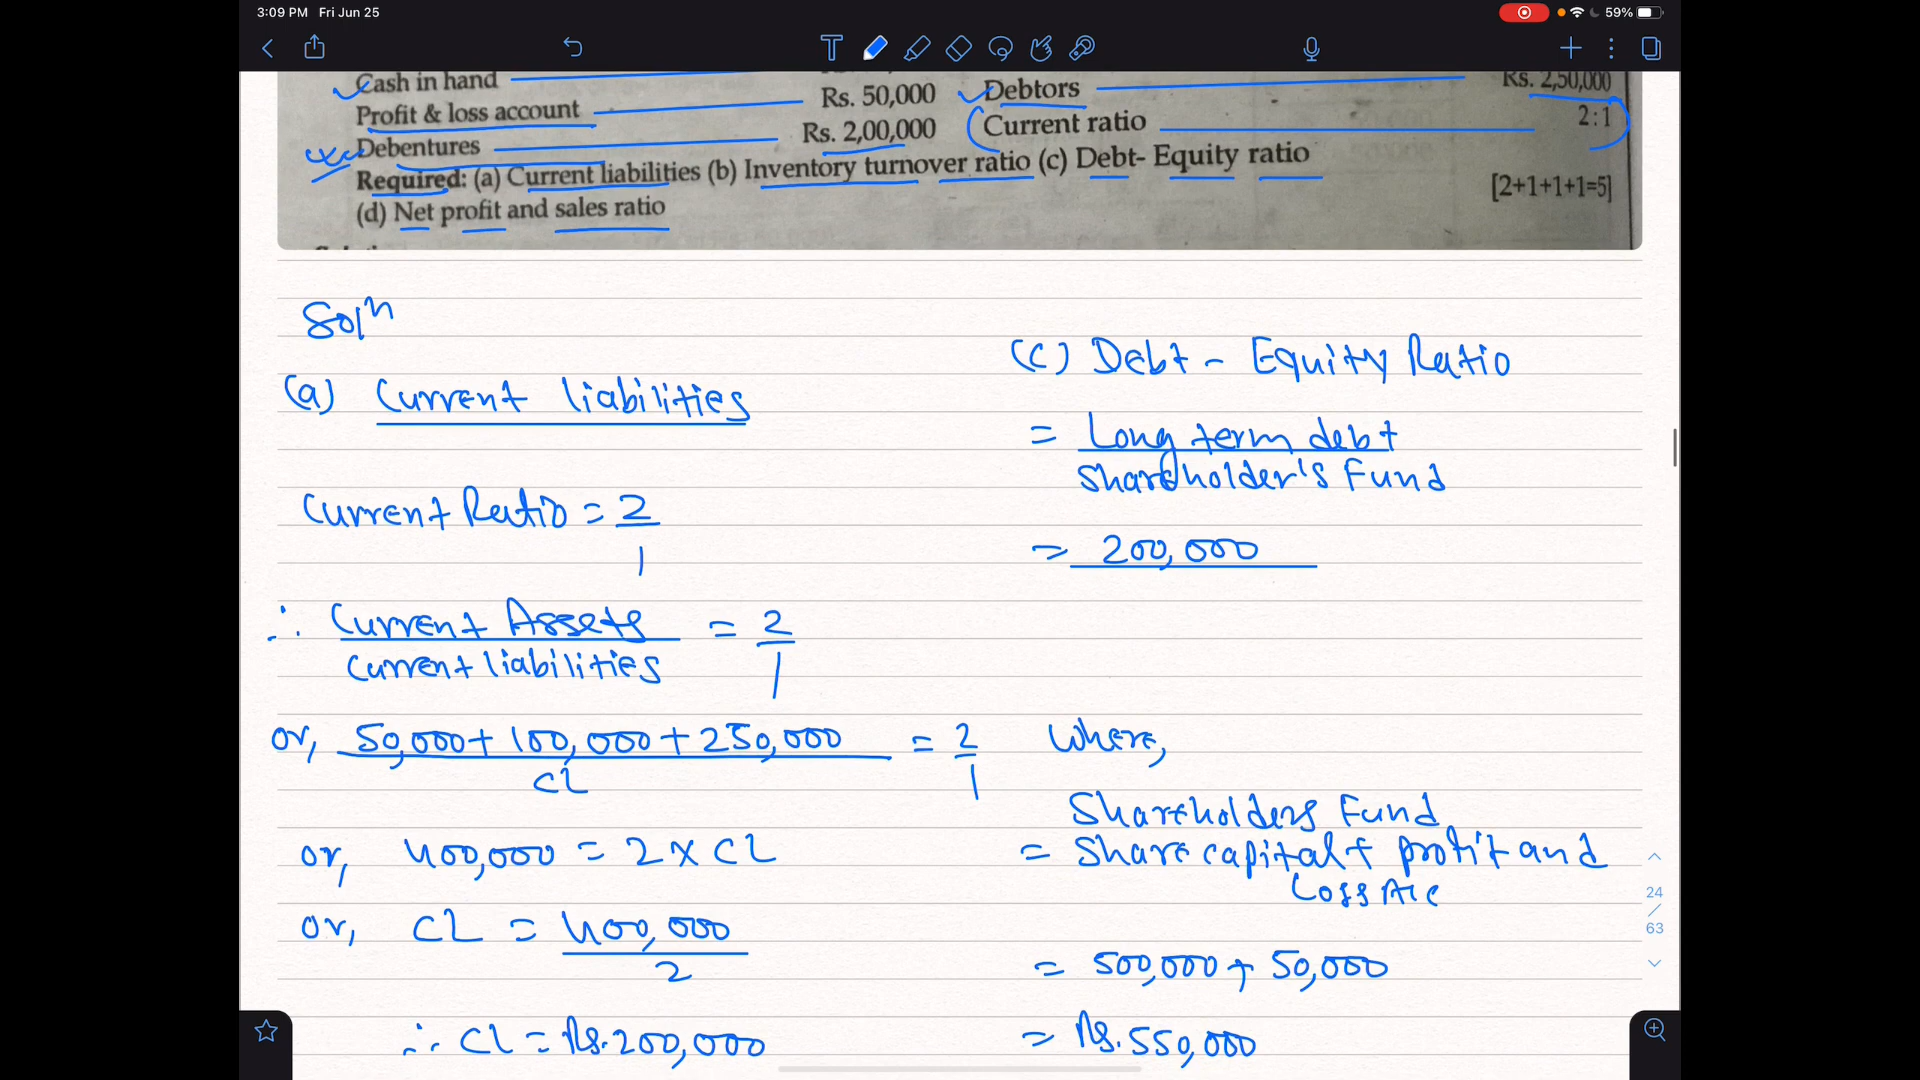 3:09 PM Fri Jun 25
59%
Cash in hand
Rs. 2,50,000
Profit & loss account Rs. 50,000 Debtors
Debentures Rs. 2,00,000 Current ratio 2:1
Required: (a) Current liabilities (b) Inventory turnover ratio (c) Debt- Equity ratio
(d) Net profit and sales ratio [2+1+1+1=5]
Solⁿ
(a) Current liabilities
Current Ratio = 2
1
∴ Current Assets = 2
Current liabilities 1
or, 50,000 + 100,000 + 250,000 = 2
CL 1
or, 400,000 = 2 x CL
or, CL = 400,000
2
∴ CL = Rs. 200,000
(c) Debt - Equity Ratio
= Long term debt
Shareholder's Fund
= 200,000
Where,
Shareholders Fund
= Share capital + profit and
Loss A/c
= 500,000 + 50,000
= Rs. 550,000
24
/
63